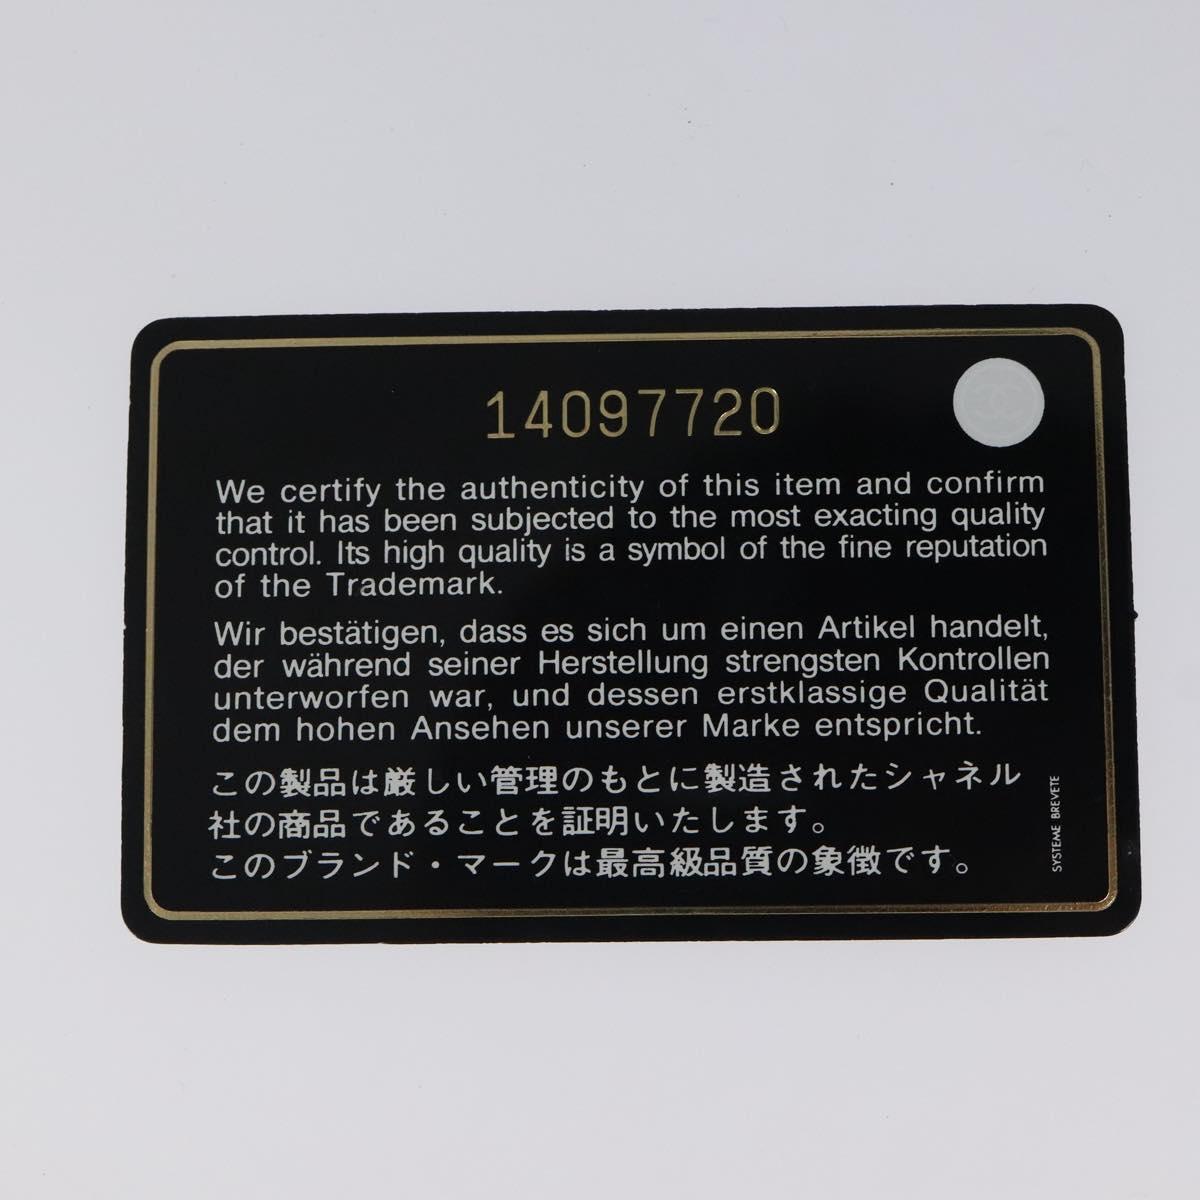 14097720
We certify the authenticity of this item and confirm
that it has been subjected to the most exacting quality
control. Its high quality is a symbol of the fine reputation
of the Trademark.
Wir bestätigen, dass es sich um einen Artikel handelt,
der während seiner Herstellung strengsten Kontrollen
unterworfen war, und dessen erstklassige Qualität
dem hohen Ansehen unserer Marke entspricht.
この製品は厳しい管理のもとに製造されたシャネル
社の商品であることを証明いたします。
このブランド・マークは最高級品質の象徴です。
SYSTEME BREVETE